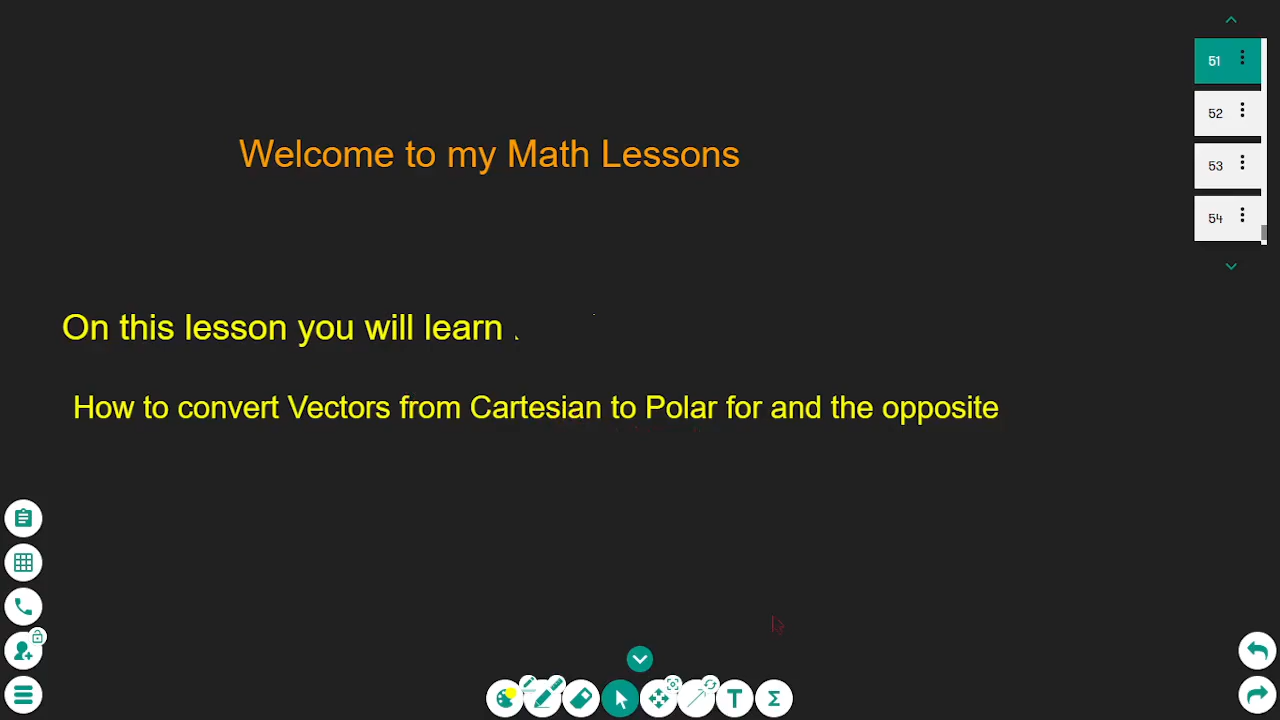 51
Welcome to my Math Lessons
52
53
54
On this lesson you will learn .
How to convert Vectors from Cartesian to Polar for and the opposite
T
Σ